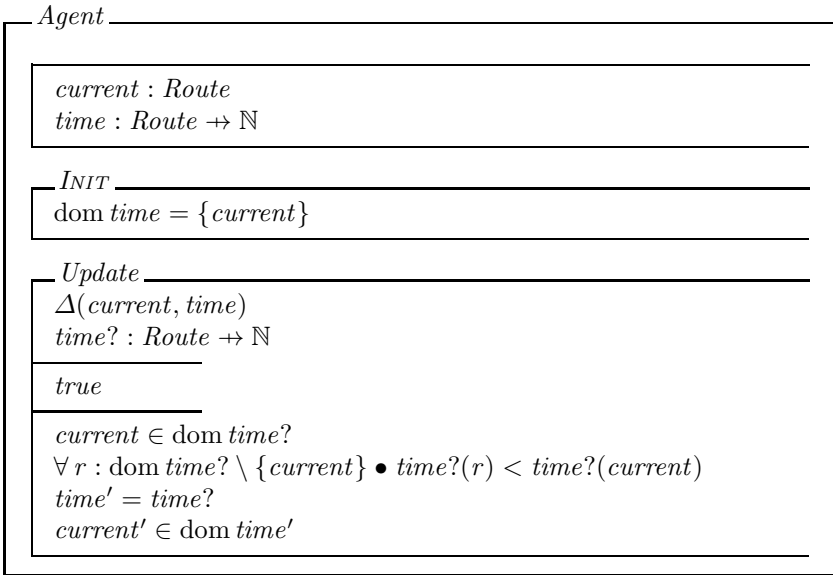 Agent
current : Route
time : Route ⇸ ℕ
INIT
dom time = {current}
Update
Δ(current, time)
time? : Route ⇸ ℕ
true
current ∈ dom time?
∀ r : dom time? \ {current} • time?(r) < time?(current)
time′ = time?
current′ ∈ dom time′